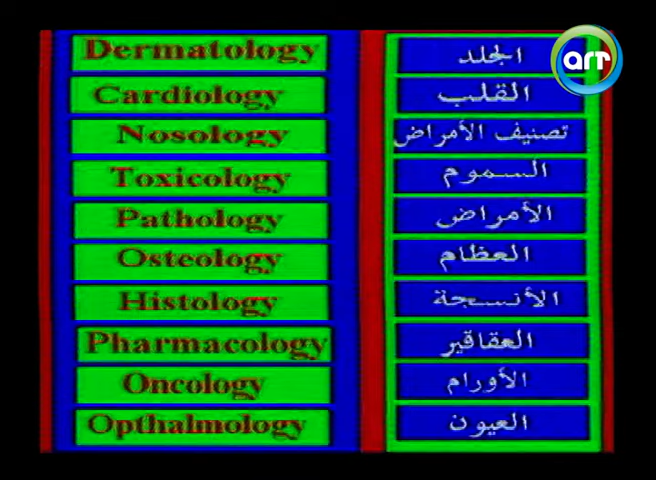 art
Dermatology الجلد
Cardiology القلب
Nosology تصنيف الأمراض
Toxicology السموم
Pathology الأمراض
Osteology العظام
Histology الأنسجة
Pharmacology العقاقير
Oncology الأورام
Opthalmology العيون